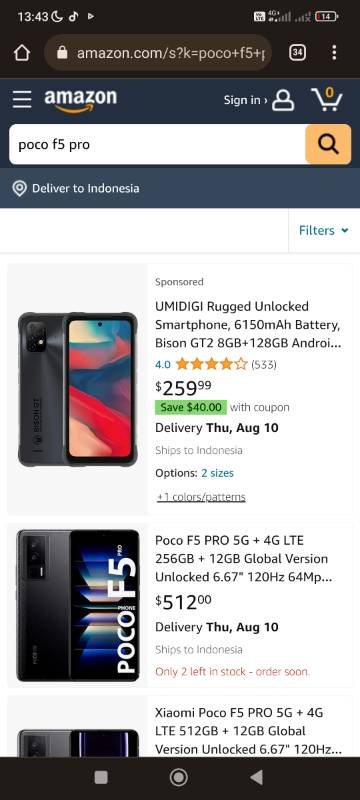 13:43
4G+
14
amazon.com/s?k=poco+f5+p
34
amazon
Sign in ›
0
poco f5 pro
Deliver to Indonesia
Filters
Sponsored
UMIDIGI Rugged Unlocked
Smartphone, 6150mAh Battery,
Bison GT2 8GB+128GB Androi...
4.0 (533)
$259.99
Save $40.00 with coupon
Delivery Thu, Aug 10
Ships to Indonesia
Options: 2 sizes
+1 colors/patterns
BISON GT
Poco F5 PRO 5G + 4G LTE
256GB + 12GB Global Version
Unlocked 6.67" 120Hz 64Mp...
$512.00
Delivery Thu, Aug 10
Ships to Indonesia
Only 2 left in stock - order soon.
POCO PHONE F5 PRO
Xiaomi Poco F5 PRO 5G + 4G
LTE 512GB + 12GB Global
Version Unlocked 6.67" 120Hz...